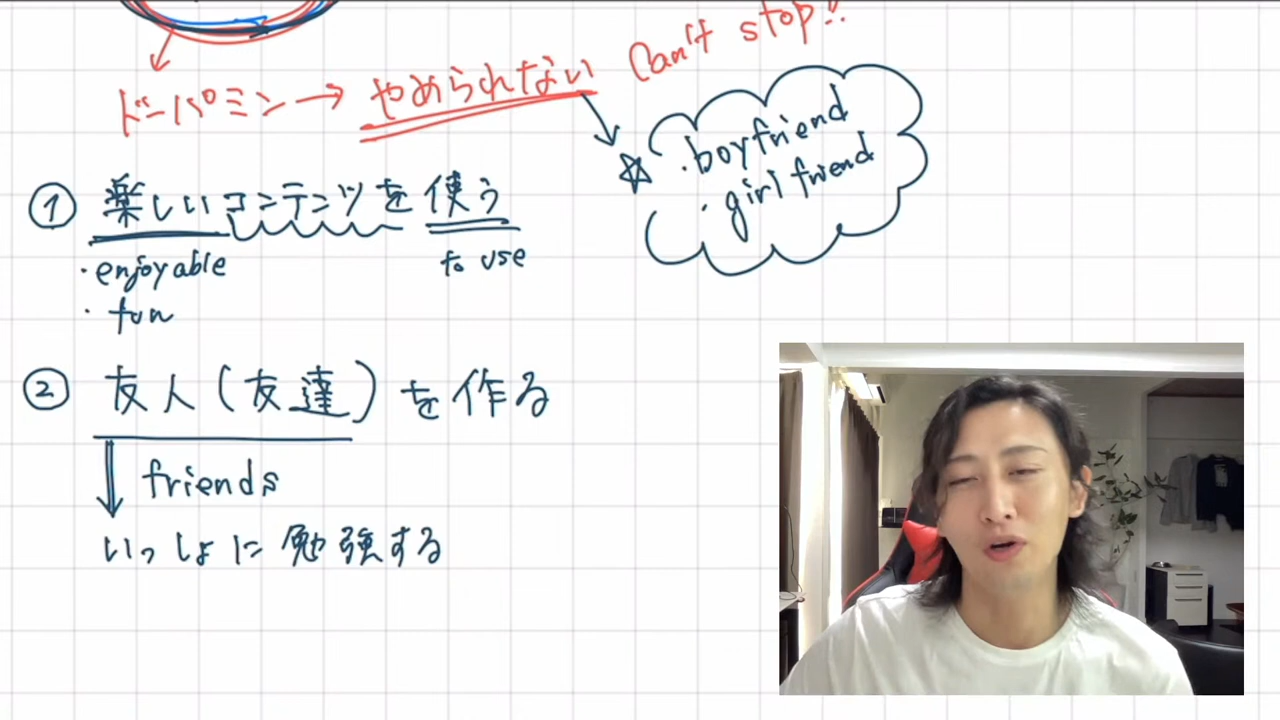 ドーパミン → やめられない Can't stop!!
☆ ・boyfriend
・girl friend
① 楽しいコンテンツを使う
・enjoyable
to use
・fun
② 友人(友達)を作る
friends
いっしょに勉強する